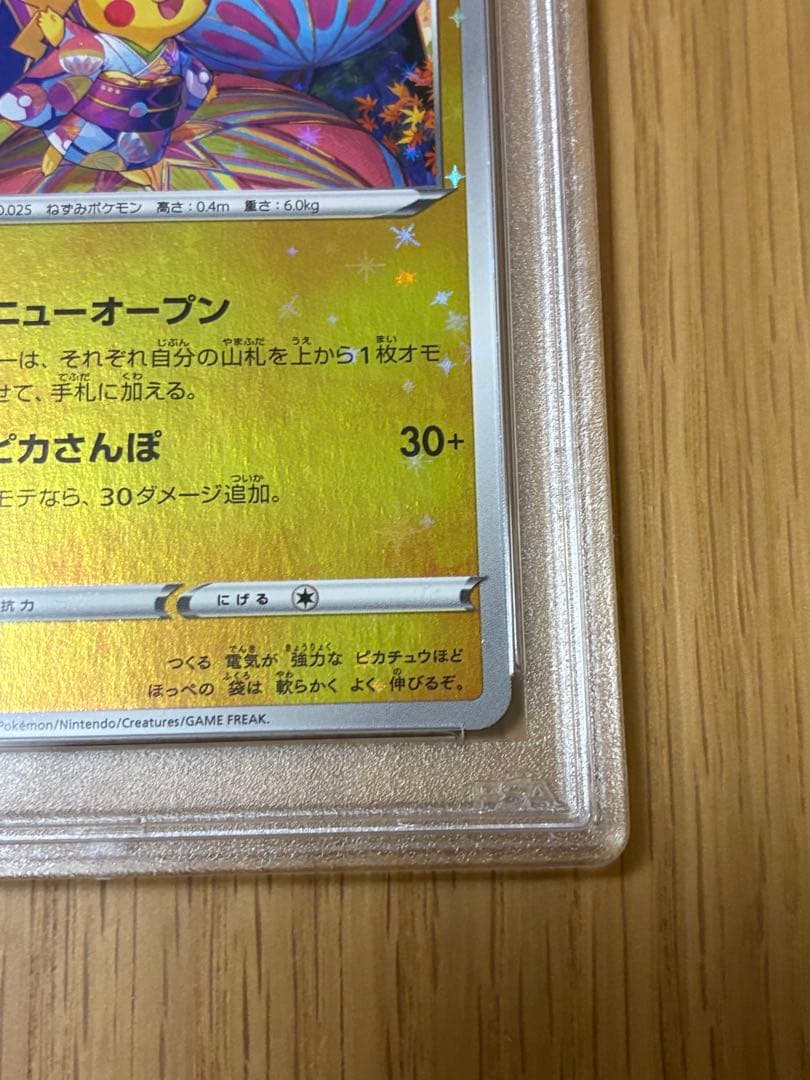 0.025 ねずみポケモン 高さ:0.4m 重さ:6.0kg
ニューオープン
ーは、それぞれ自分の山札を上から1枚オモ
せて、手札に加える。
ピカさんぽ 30+
モテなら、30ダメージ追加。
抗力 にげる
つくる 電気が 強力な ピカチュウほど
ほっぺの 袋は 軟らかく よく 伸びるぞ。
Pokémon/Nintendo/Creatures/GAME FREAK.
PSA